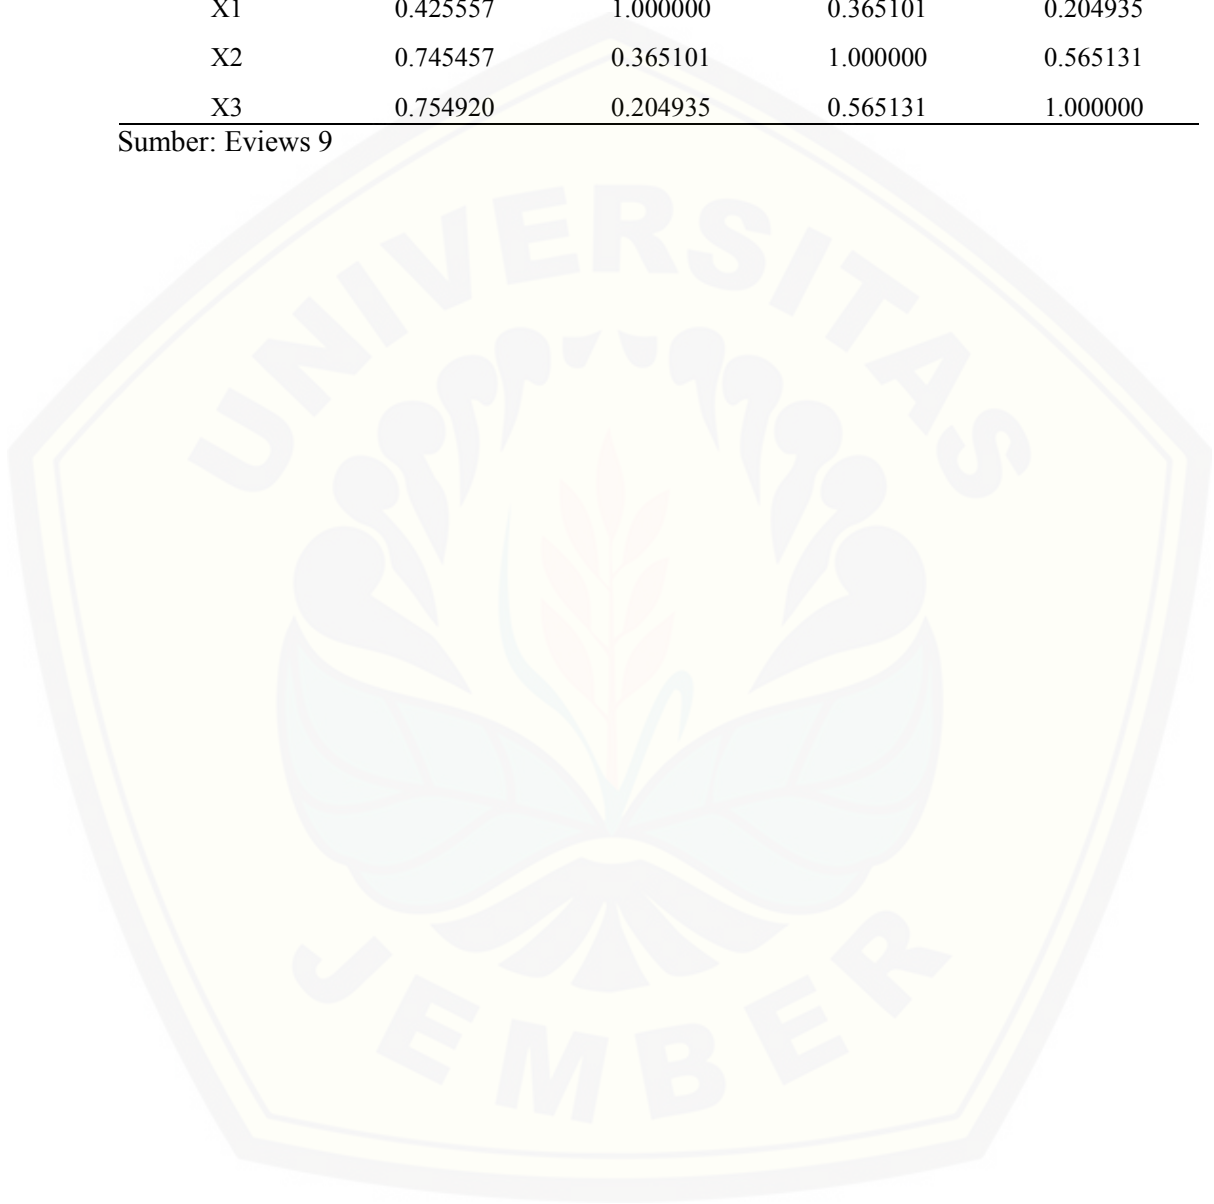 X1 0.425557 1.000000 0.365101 0.204935
X2 0.745457 0.365101 1.000000 0.565131
X3 0.754920 0.204935 0.565131 1.000000
Sumber: Eviews 9
UNIVERSITAS
JEMBER